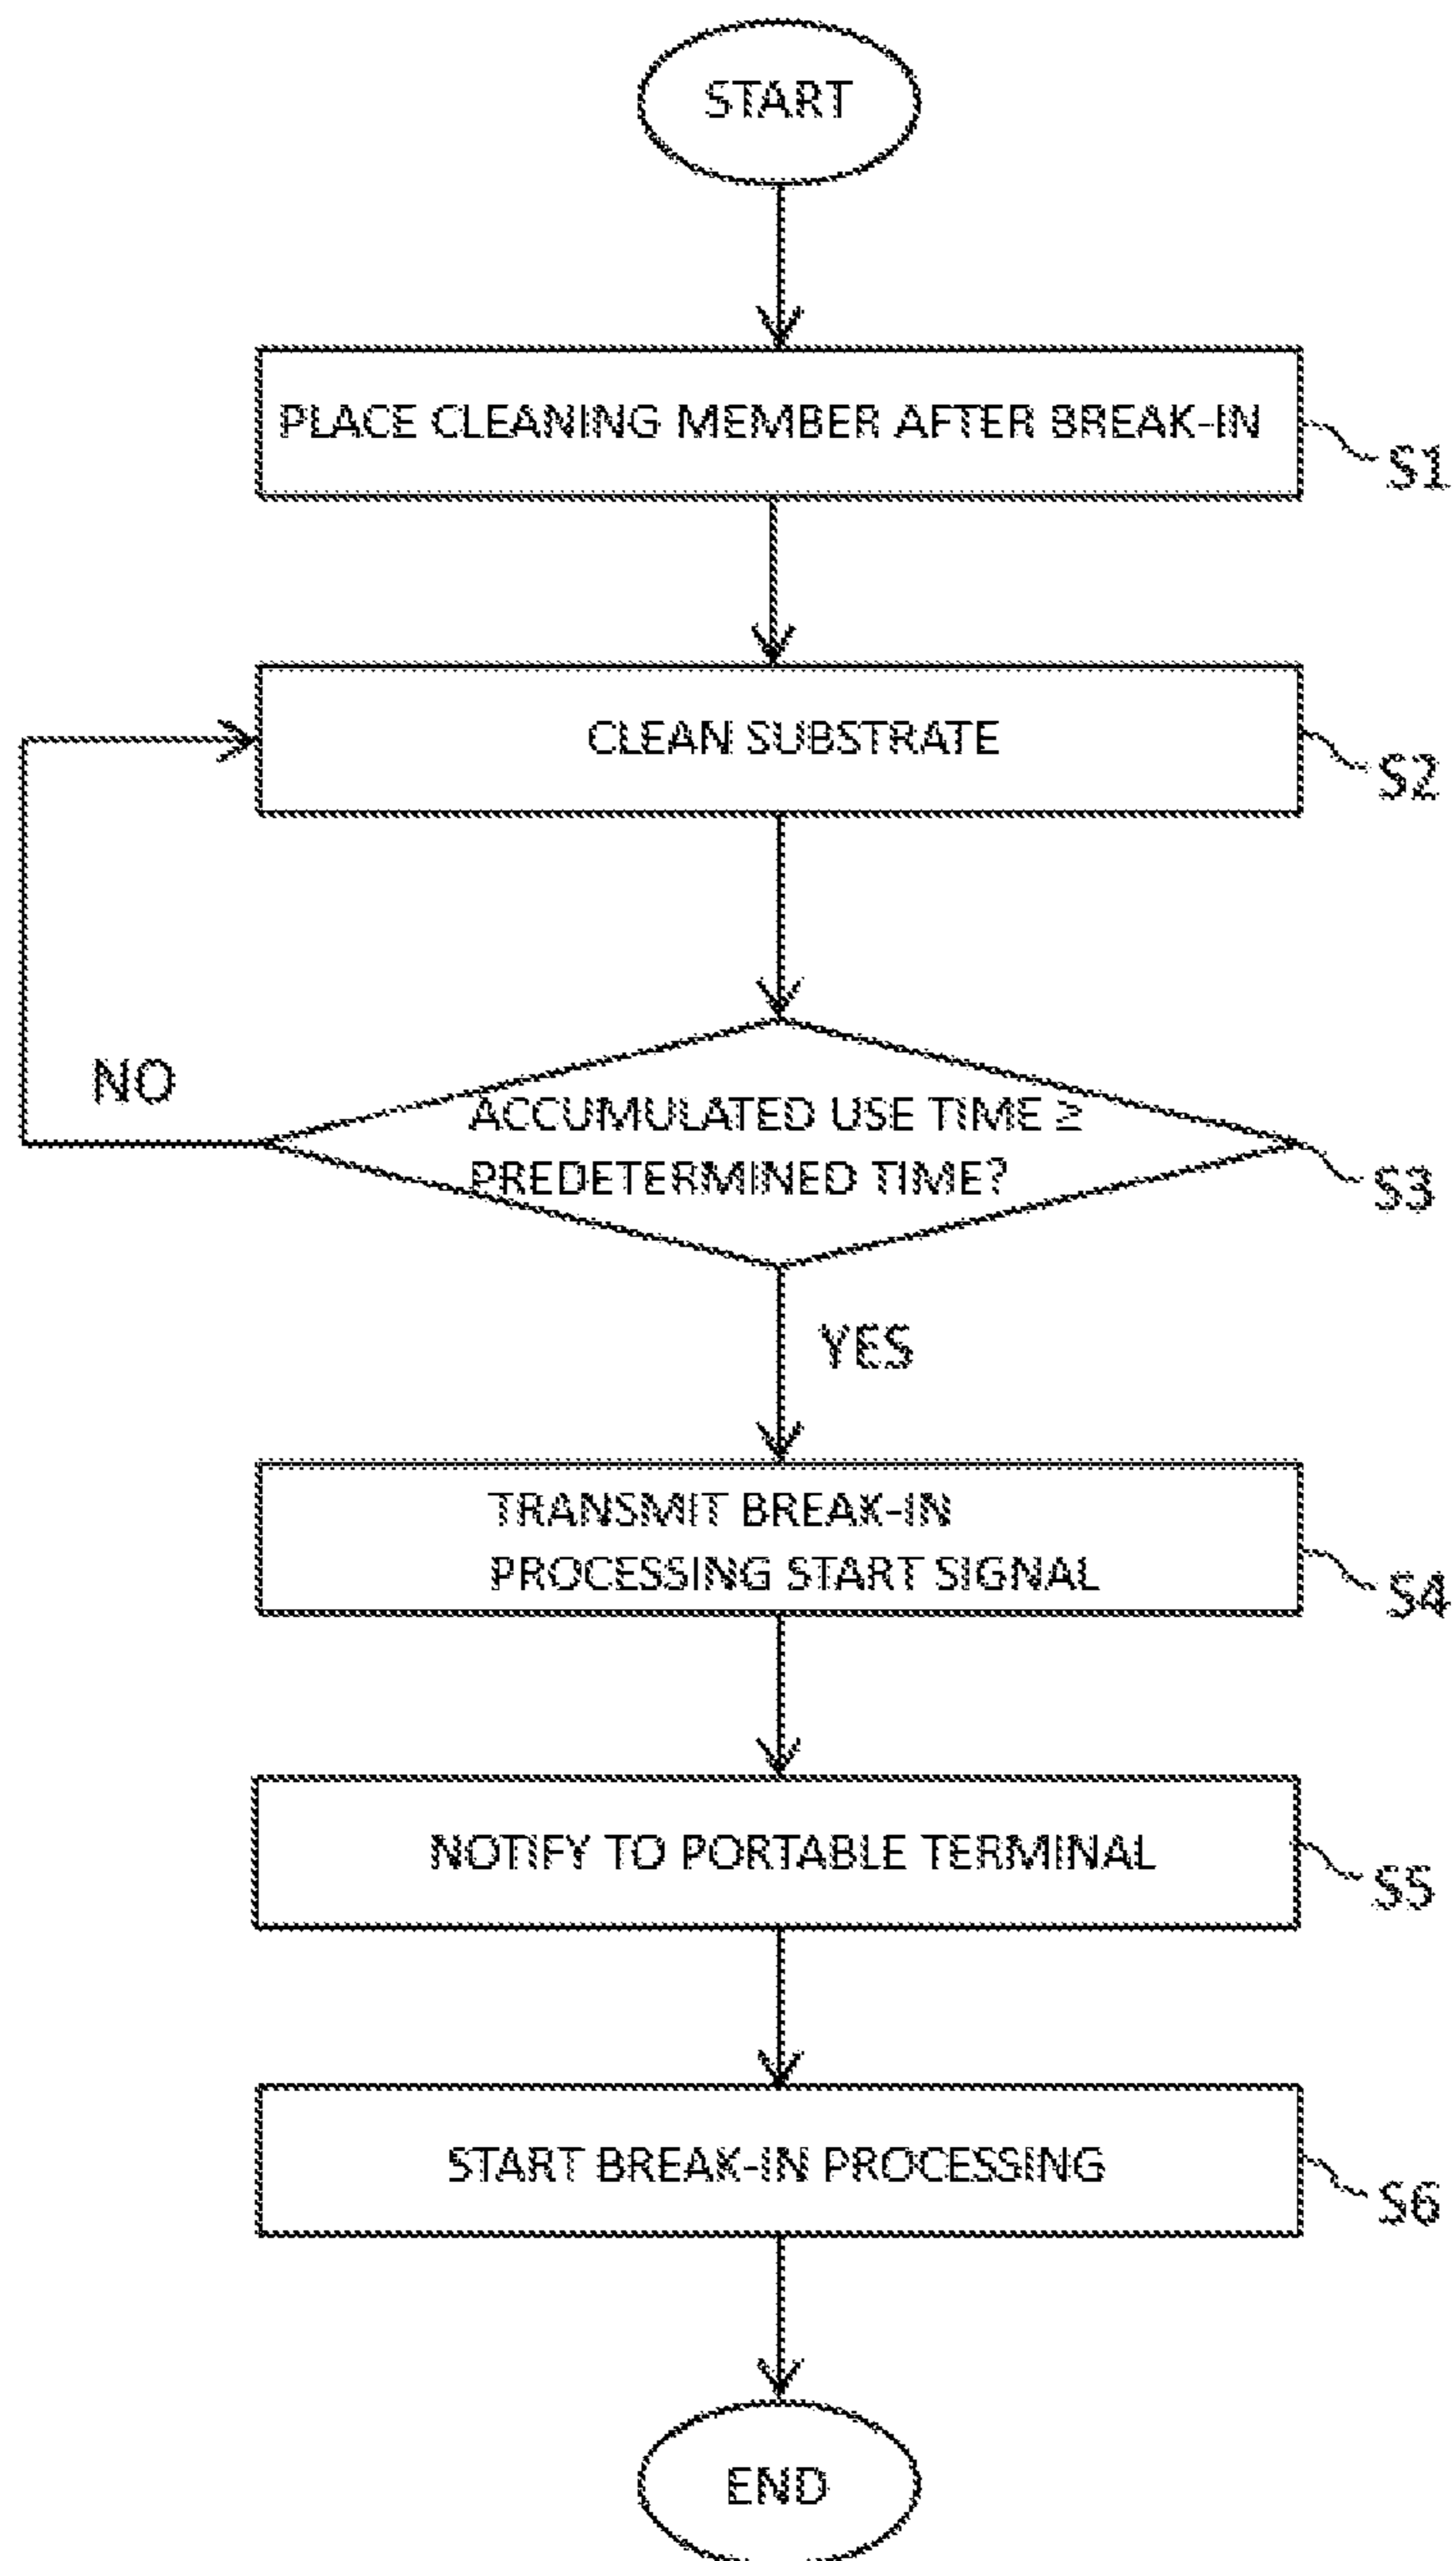 START
PLACE CLEANING MEMBER AFTER BREAK-IN
S1
CLEAN SUBSTRATE
S2
NO
ACCUMULATED USE TIME ≥
PREDETERMINED TIME?
S3
YES
TRANSMIT BREAK-IN
PROCESSING START SIGNAL
S4
NOTIFY TO PORTABLE TERMINAL
S5
START BREAK-IN PROCESSING
S6
END